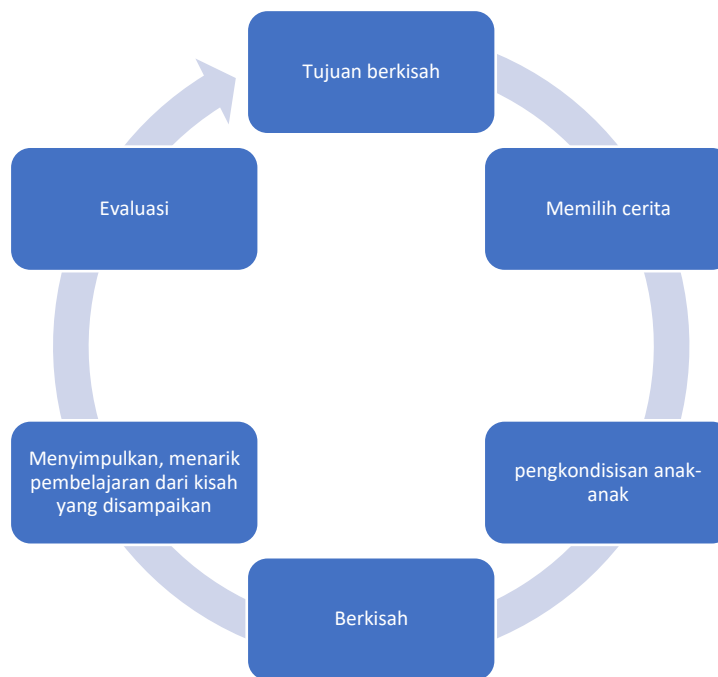 Tujuan berkisah
Memilih cerita
pengkondisisan anak-
anak
Berkisah
Menyimpulkan, menarik
pembelajaran dari kisah
yang disampaikan
Evaluasi